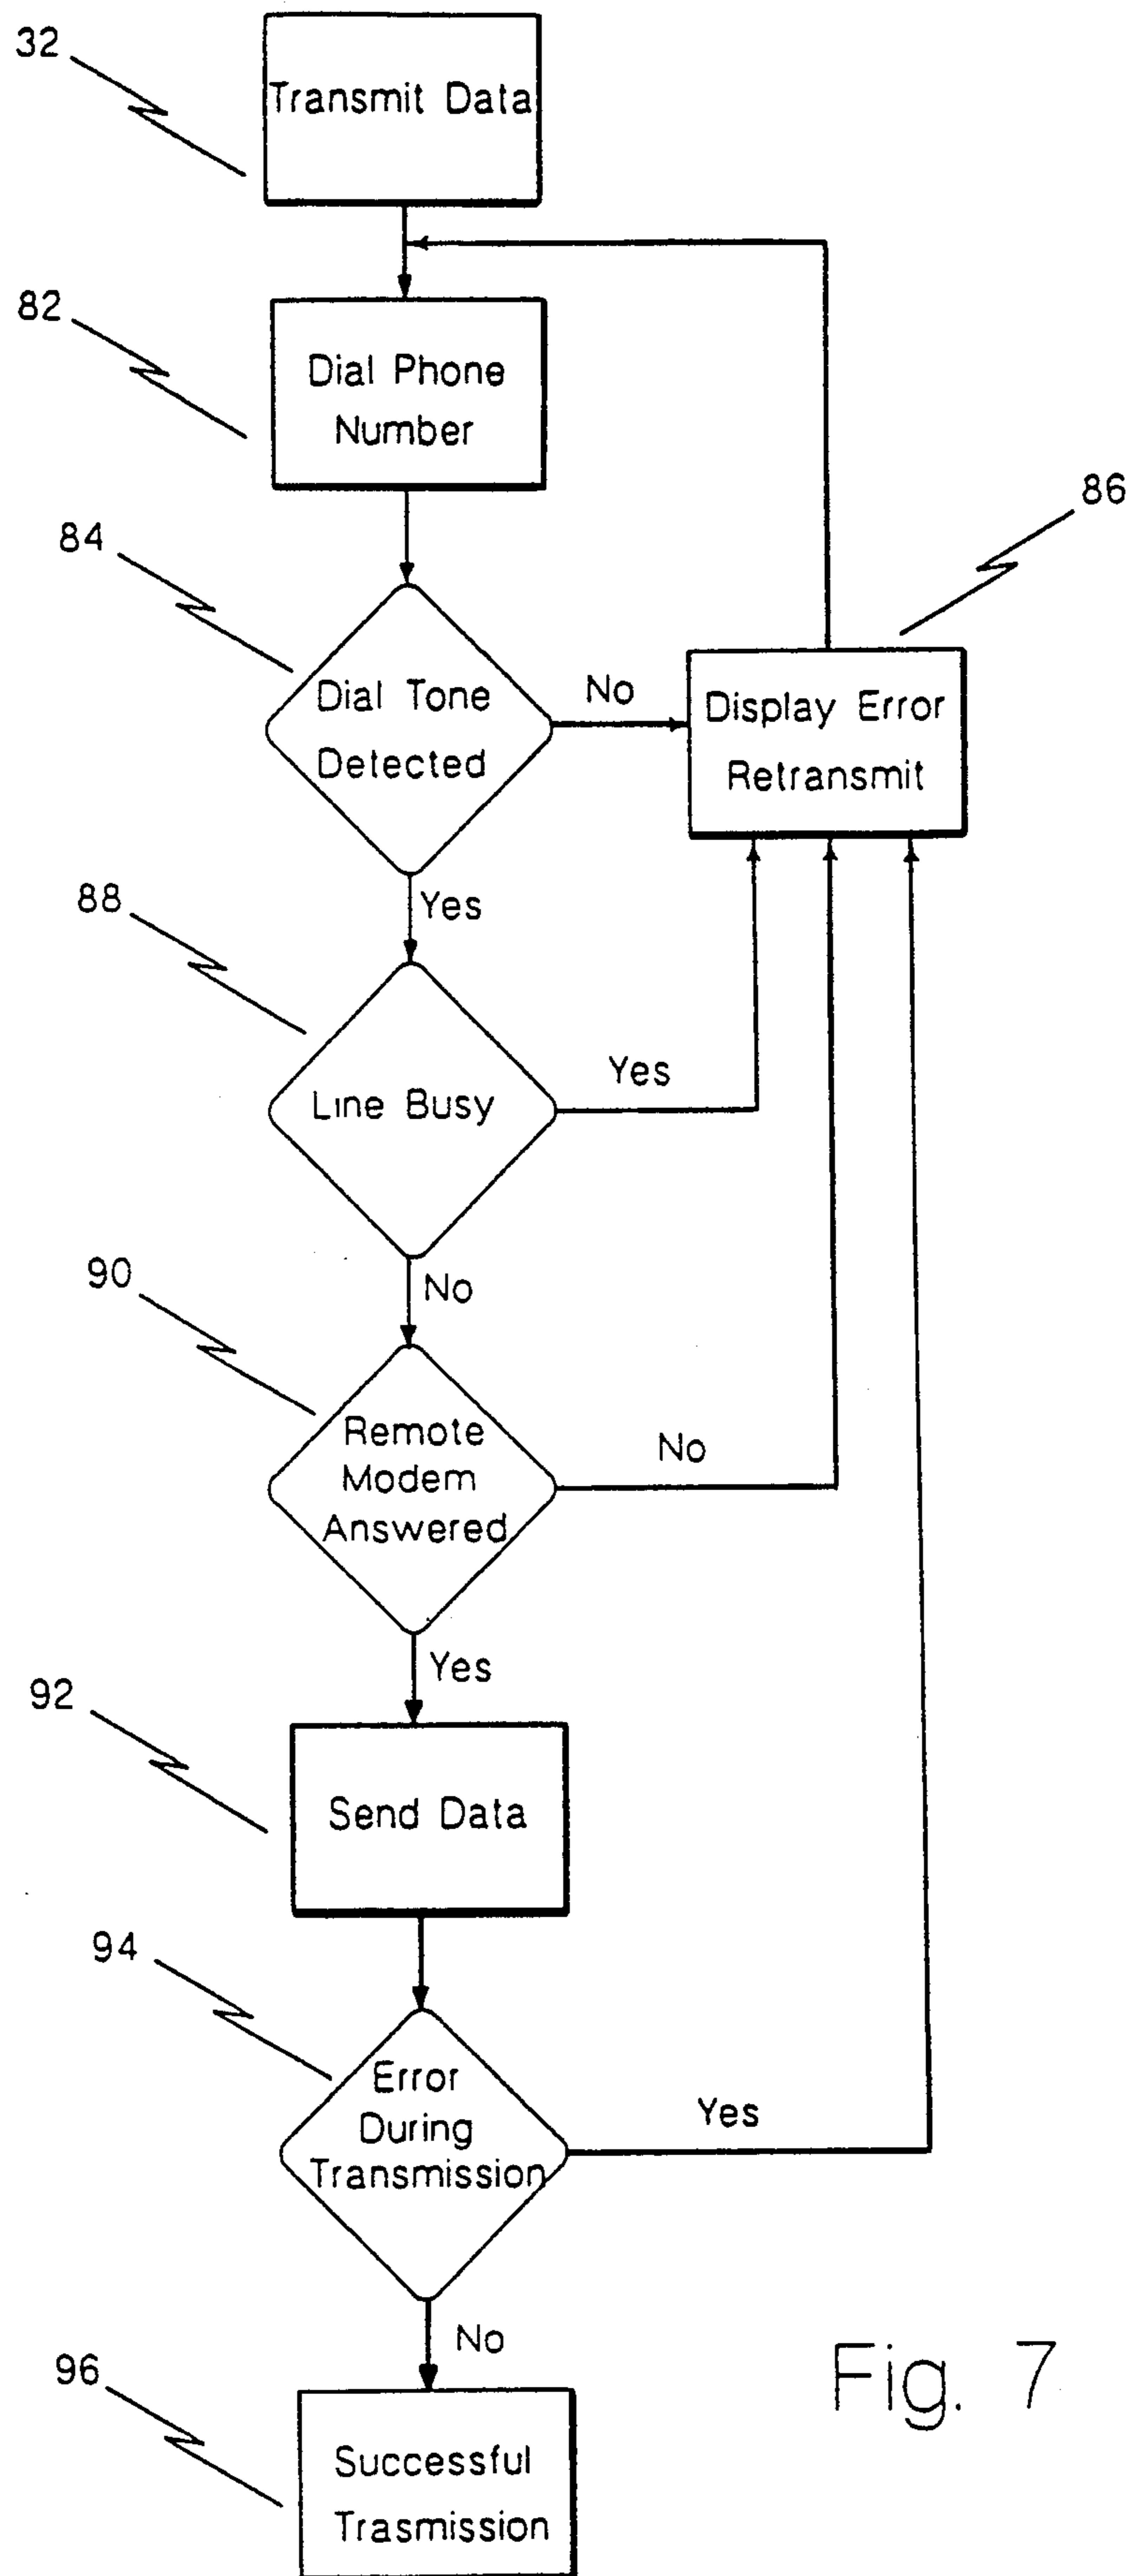 32
Transmit Data
82
Dial Phone
Number
84
86
Dial Tone
Detected
No
Display Error
Retransmit
Yes
88
Line Busy
Yes
No
90
Remote
Modem
Answered
No
Yes
92
Send Data
94
Error
During
Transmission
Yes
No
96
Successful
Trasmission
Fig. 7